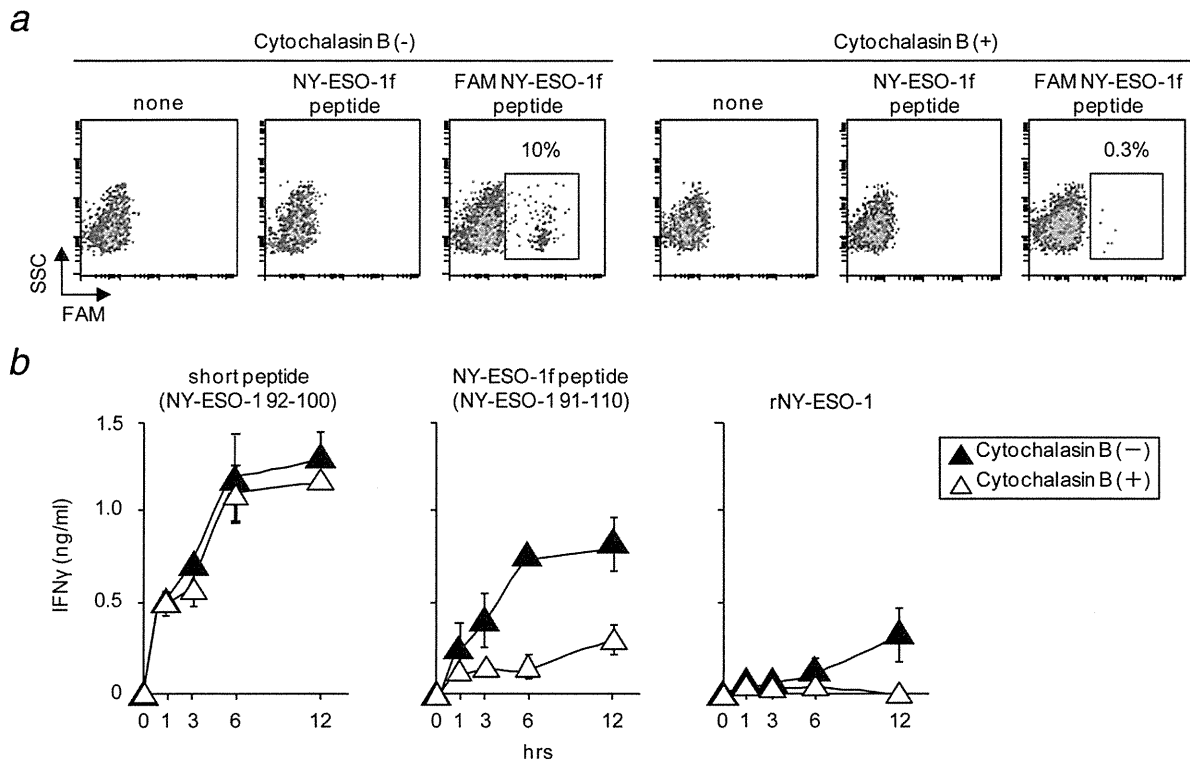 a
Cytochalasin B (-)
Cytochalasin B (+)
none
NY-ESO-1f
peptide
FAM NY-ESO-1f
peptide
none
NY-ESO-1f
peptide
FAM NY-ESO-1f
peptide
10%
0.3%
SSC
FAM
b
short peptide
(NY-ESO-1 92-100)
NY-ESO-1f peptide
(NY-ESO-1 91-110)
rNY-ESO-1
1.5
1.0
0.5
0
IFNγ (ng/ml)
Cytochalasin B (−)
Cytochalasin B (+)
0 1 3 6 12
0 1 3 6 12
0 1 3 6 12
hrs